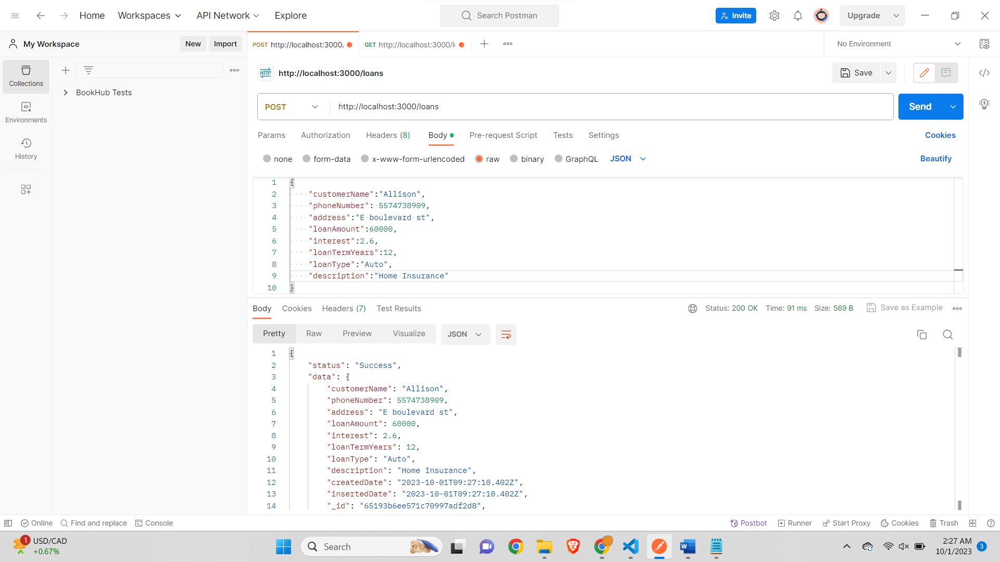 Home Workspaces API Network Explore Search Postman Invite Upgrade
My Workspace New Import POST http://localhost:3000/ GET http://localhost:3000/l No Environment
HTTP http://localhost:3000/loans Save
Collections
BookHub Tests
Environments
History
POST http://localhost:3000/loans Send
Params Authorization Headers (8) Body Pre-request Script Tests Settings Cookies
none form-data x-www-form-urlencoded raw binary GraphQL JSON Beautify
1 {
2 "customerName":"Allison",
3 "phoneNumber": 5574738909,
4 "address":"E boulevard st",
5 "loanAmount":60000,
6 "interest":2.6,
7 "loanTermYears":12,
8 "loanType":"Auto",
9 "description":"Home Insurance"
10 }
Body Cookies Headers (7) Test Results Status: 200 OK Time: 91 ms Size: 569 B Save as Example
Pretty Raw Preview Visualize JSON
1 {
2 "status": "Success",
3 "data": {
4 "customerName": "Allison",
5 "phoneNumber": 5574738909,
6 "address": "E boulevard st",
7 "loanAmount": 60000,
8 "interest": 2.6,
9 "loanTermYears": 12,
10 "loanType": "Auto",
11 "description": "Home Insurance",
12 "createdDate": "2023-10-01T09:27:10.402Z",
13 "insertedDate": "2023-10-01T09:27:10.402Z",
14 "_id": "65193b6ee571c70997adf2d8",
Online Find and replace Console Postbot Runner Start Proxy Cookies Trash
1 USD/CAD
+0.67%
Search
W
2:27 AM
10/1/2023
3